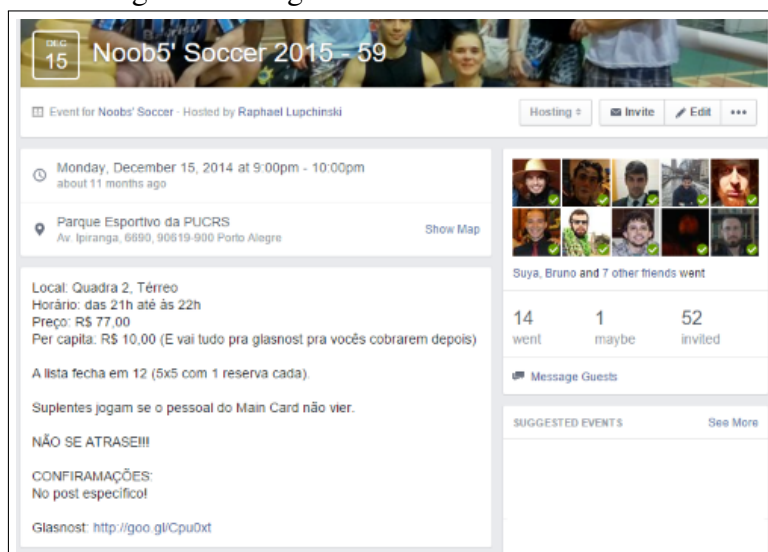 DEC
15
Noob5' Soccer 2015 - 59
Event for Noobs' Soccer · Hosted by Raphael Lupchinski
Hosting
Invite
Edit
Monday, December 15, 2014 at 9:00pm - 10:00pm
about 11 months ago
Parque Esportivo da PUCRS
Av. Ipiranga, 6690, 90619-900 Porto Alegre
Show Map
Local: Quadra 2, Térreo
Horário: das 21h até às 22h
Preço: R$ 77,00
Per capita: R$ 10,00 (E vai tudo pra glasnost pra vocês cobrarem depois)
A lista fecha em 12 (5x5 com 1 reserva cada).
Suplentes jogam se o pessoal do Main Card não vier.
NÃO SE ATRASE!!!!
CONFIRAMAÇÕES:
No post específico!
Glasnost: http://goo.gl/Cpu0xt
Suya, Bruno and 7 other friends went
14 went
1 maybe
52 invited
Message Guests
SUGGESTED EVENTS
See More